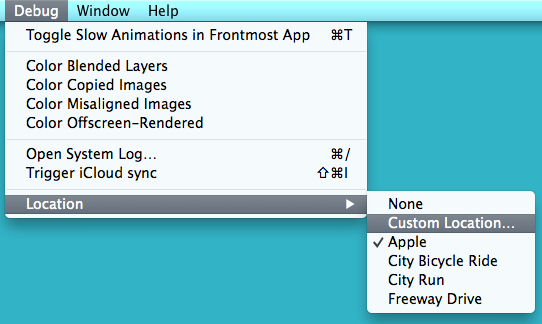 Debug Window Help
Toggle Slow Animations in Frontmost App ⌘T
Color Blended Layers
Color Copied Images
Color Misaligned Images
Color Offscreen-Rendered
Open System Log... ⌘/
Trigger iCloud sync ⇧⌘I
Location ▶
None
Custom Location...
✓ Apple
City Bicycle Ride
City Run
Freeway Drive